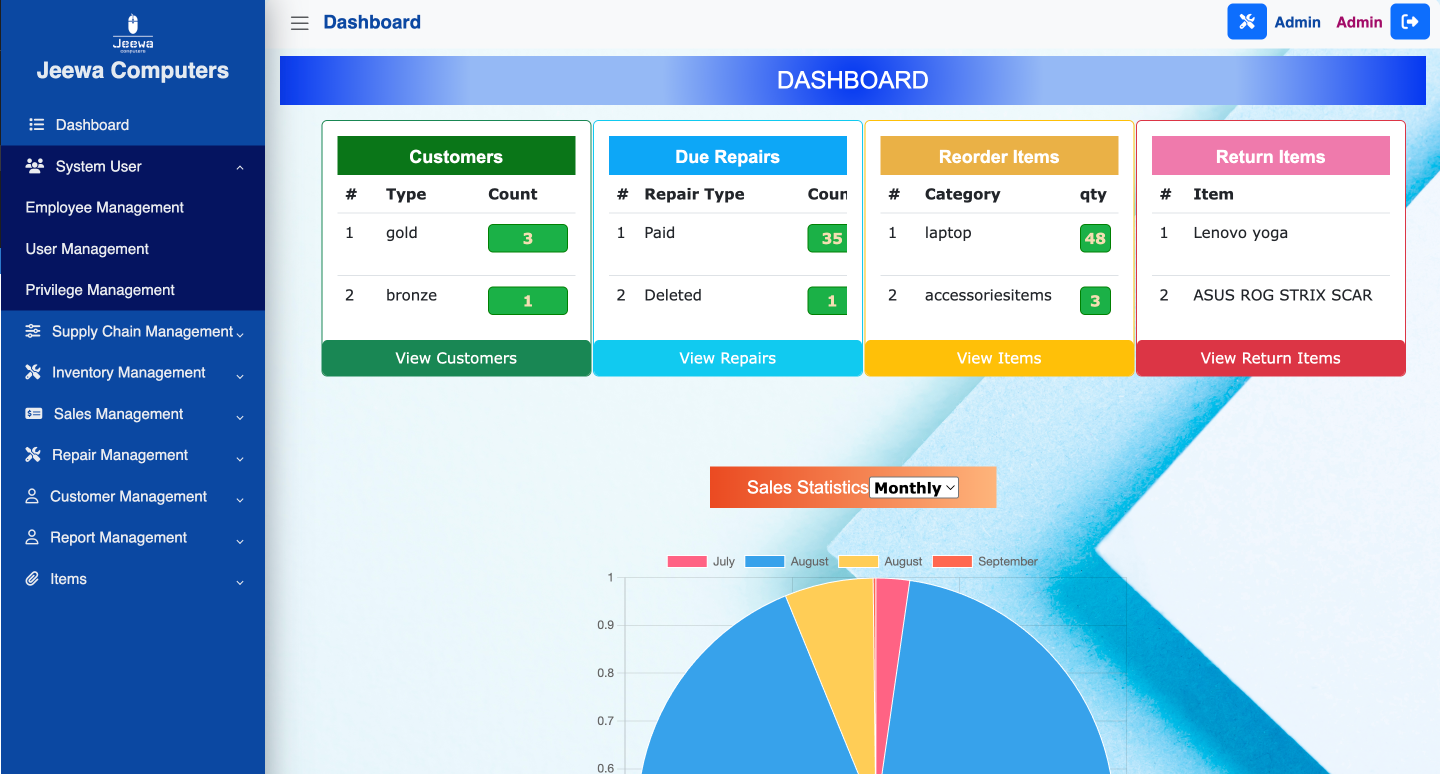 Jeewa
computers
Jeewa Computers
Dashboard
System User
Employee Management
User Management
Privilege Management
Supply Chain Management
Inventory Management
Sales Management
Repair Management
Customer Management
Report Management
Items
Dashboard
Admin Admin
DASHBOARD
Customers
# Type Count
1 gold 3
2 bronze 1
View Customers
Due Repairs
# Repair Type Coun
1 Paid 35
2 Deleted 1
View Repairs
Reorder Items
# Category qty
1 laptop 48
2 accessoriesitems 3
View Items
Return Items
# Item
1 Lenovo yoga
2 ASUS ROG STRIX SCAR
View Return Items
Sales Statistics Monthly
July August August September
1
0.9
0.8
0.7
0.6